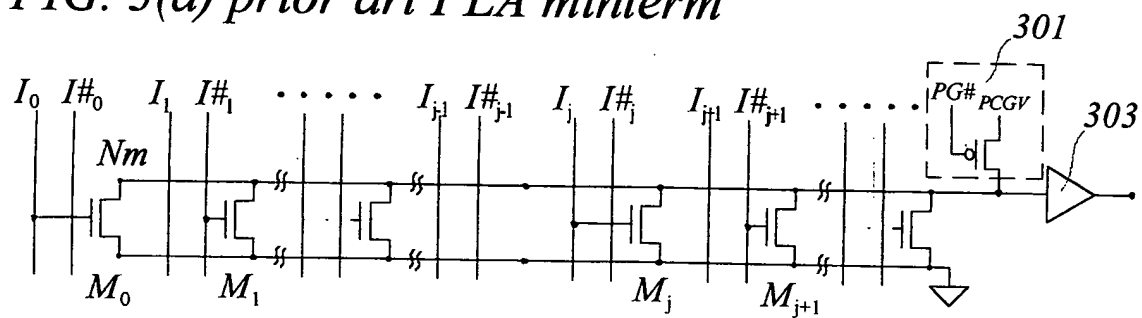 FIG. 3(a) prior art PLA minterm
301
I0 I#0 I1 I#1 Ij-1 I#j-1 Ij I#j Ij+1 I#j+1 PG# PCGV
303
Nm
M0 M1 Mj Mj+1